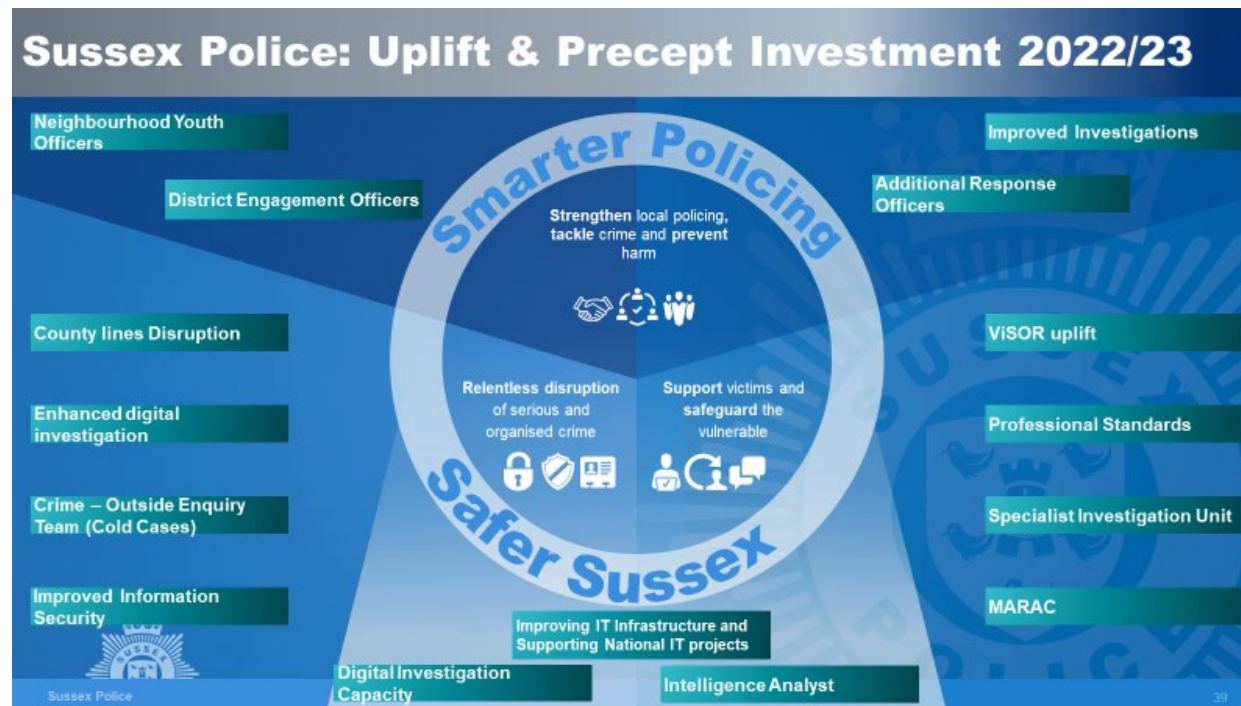 Sussex Police: Uplift & Precept Investment 2022/23
Neighbourhood Youth
Officers
District Engagement Officers
Improved Investigations
Additional Response
Officers
Smarter Policing
Strengthen local policing,
tackle crime and prevent
harm
County lines Disruption
Enhanced digital
investigation
Crime – Outside Enquiry
Team (Cold Cases)
Improved Information
Security
Relentless disruption
of serious and
organised crime
Support victims and
safeguard the
vulnerable
Safer Sussex
ViSOR uplift
Professional Standards
Specialist Investigation Unit
MARAC
Improving IT Infrastructure and
Supporting National IT projects
Digital Investigation
Capacity
Intelligence Analyst
SUSSEX
POLICE
SUSSEX
Sussex Police
39